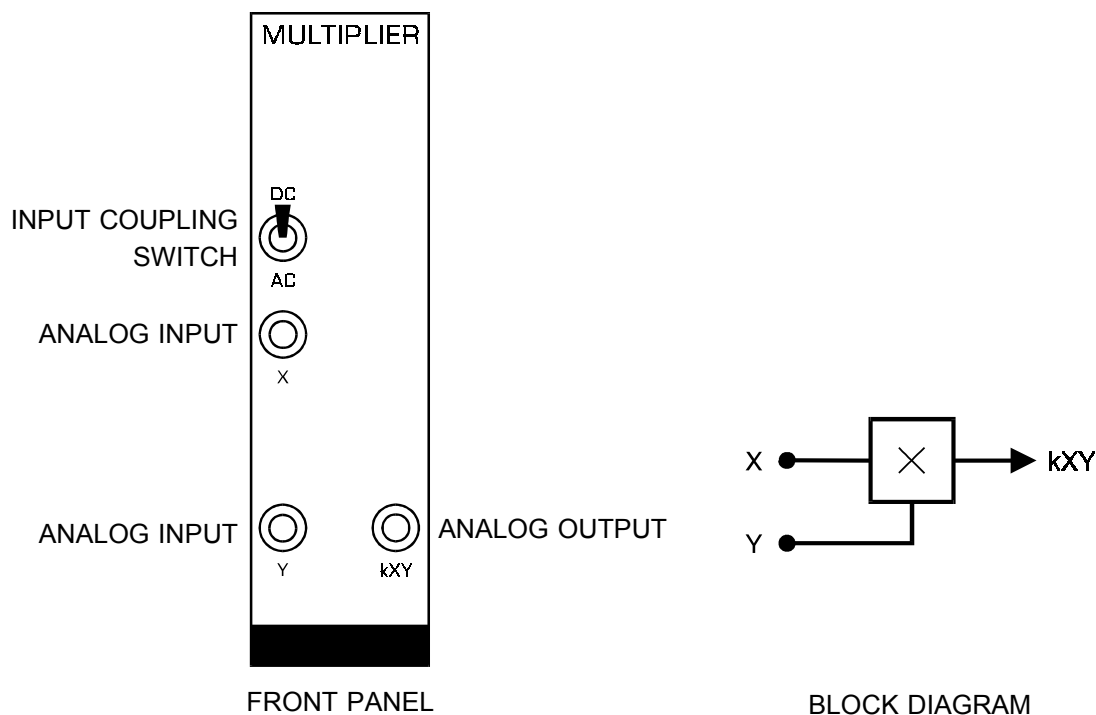 MULTIPLIER
DC
INPUT COUPLING
SWITCH
AC
ANALOG INPUT
X
ANALOG INPUT
Y
kXY
ANALOG OUTPUT
FRONT PANEL
X
kXY
Y
BLOCK DIAGRAM